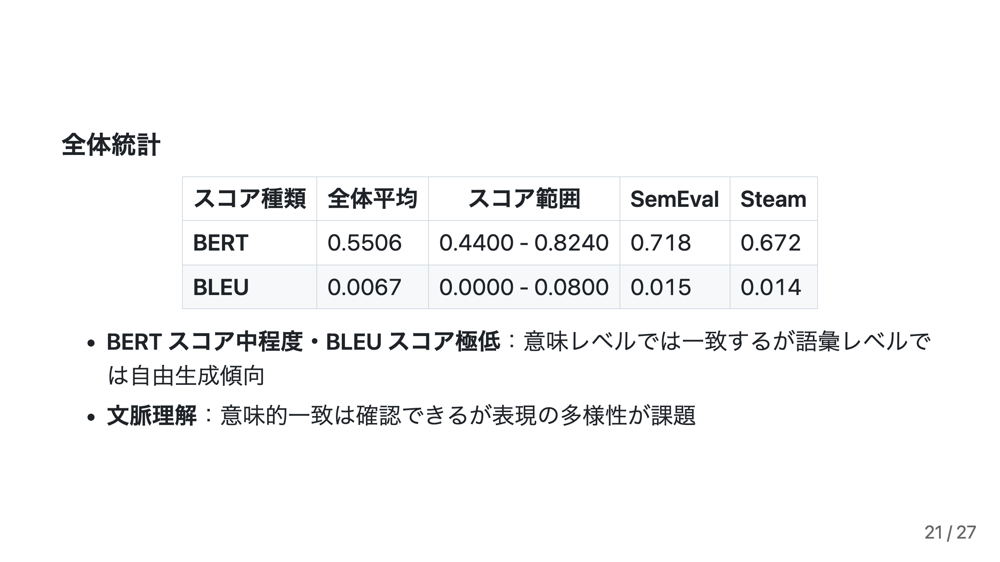 全体統計
スコア種類 全体平均 スコア範囲 SemEval Steam
BERT 0.5506 0.4400 - 0.8240 0.718 0.672
BLEU 0.0067 0.0000 - 0.0800 0.015 0.014
• BERT スコア中程度・BLEU スコア極低：意味レベルでは一致するが語彙レベルで
は自由生成傾向
• 文脈理解：意味的一致は確認できるが表現の多様性が課題
21 / 27